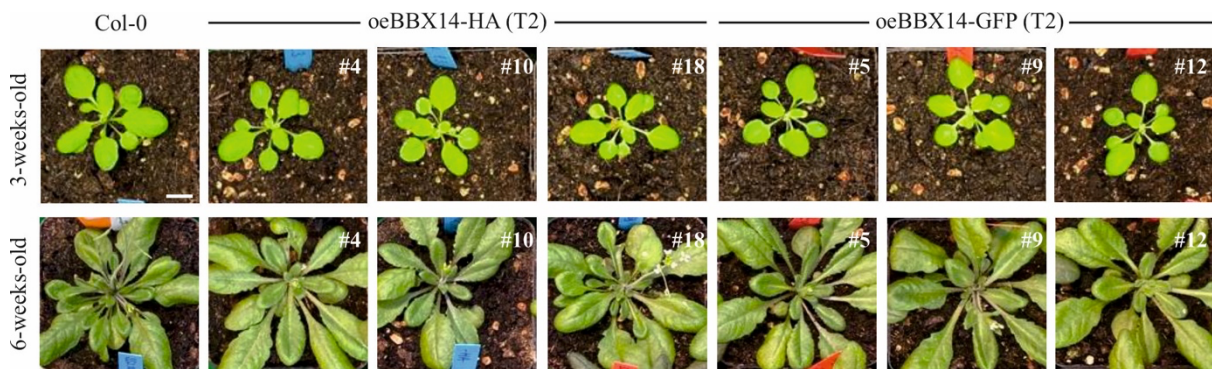 Col-0 oeBBX14-HA (T2) oeBBX14-GFP (T2)
3-weeks-old #4 #10 #18 #5 #9 #12
6-weeks-old #4 #10 #18 #5 #9 #12